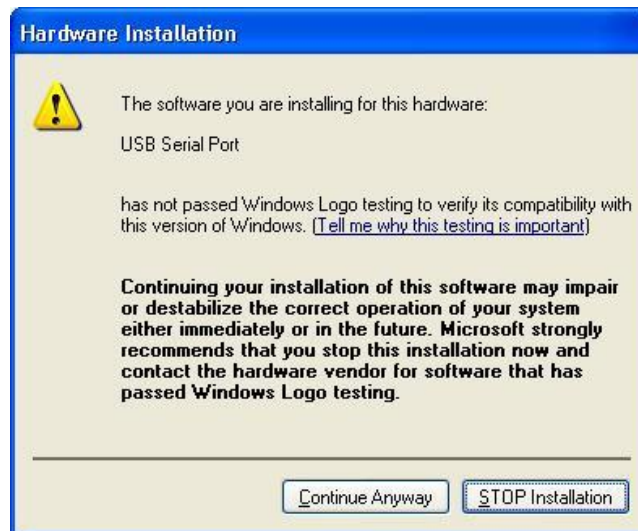 Hardware Installation
The software you are installing for this hardware:
USB Serial Port
has not passed Windows Logo testing to verify its compatibility with
this version of Windows. (Tell me why this testing is important)
Continuing your installation of this software may impair
or destabilize the correct operation of your system
either immediately or in the future. Microsoft strongly
recommends that you stop this installation now and
contact the hardware vendor for software that has
passed Windows Logo testing.
Continue Anyway
STOP Installation